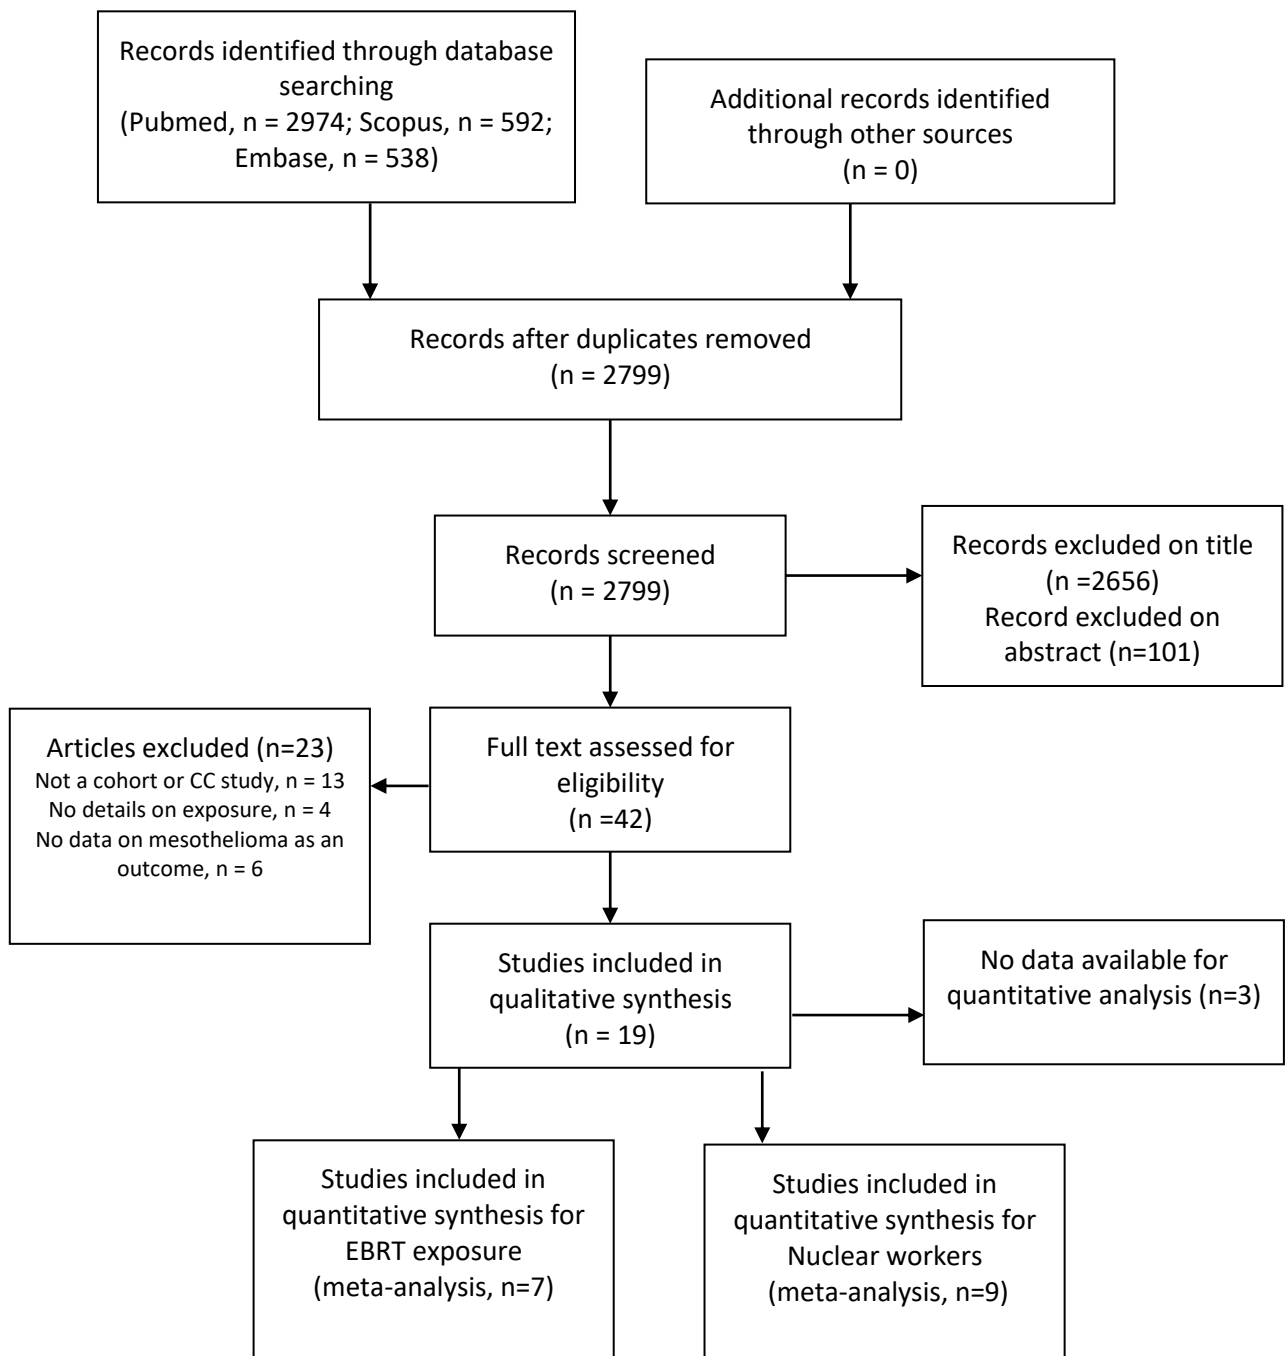 Records identified through database
searching
(Pubmed, n = 2974; Scopus, n = 592;
Embase, n = 538)
Additional records identified
through other sources
(n = 0)
Records after duplicates removed
(n = 2799)
Records screened
(n = 2799)
Records excluded on title
(n =2656)
Record excluded on
abstract (n=101)
Articles excluded (n=23)
Not a cohort or CC study, n = 13
No details on exposure, n = 4
No data on mesothelioma as an
outcome, n = 6
Full text assessed for
eligibility
(n =42)
Studies included in
qualitative synthesis
(n = 19)
No data available for
quantitative analysis (n=3)
Studies included in
quantitative synthesis for
EBRT exposure
(meta-analysis, n=7)
Studies included in
quantitative synthesis for
Nuclear workers
(meta-analysis, n=9)